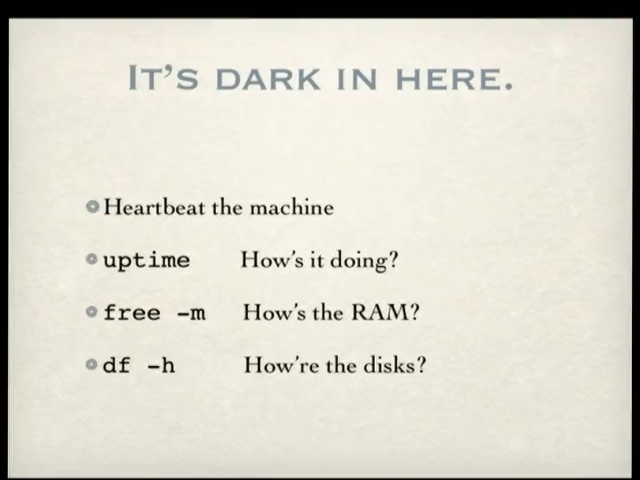 It's dark in here.
Heartbeat the machine
uptime How's it doing?
free -m How's the RAM?
df -h How're the disks?